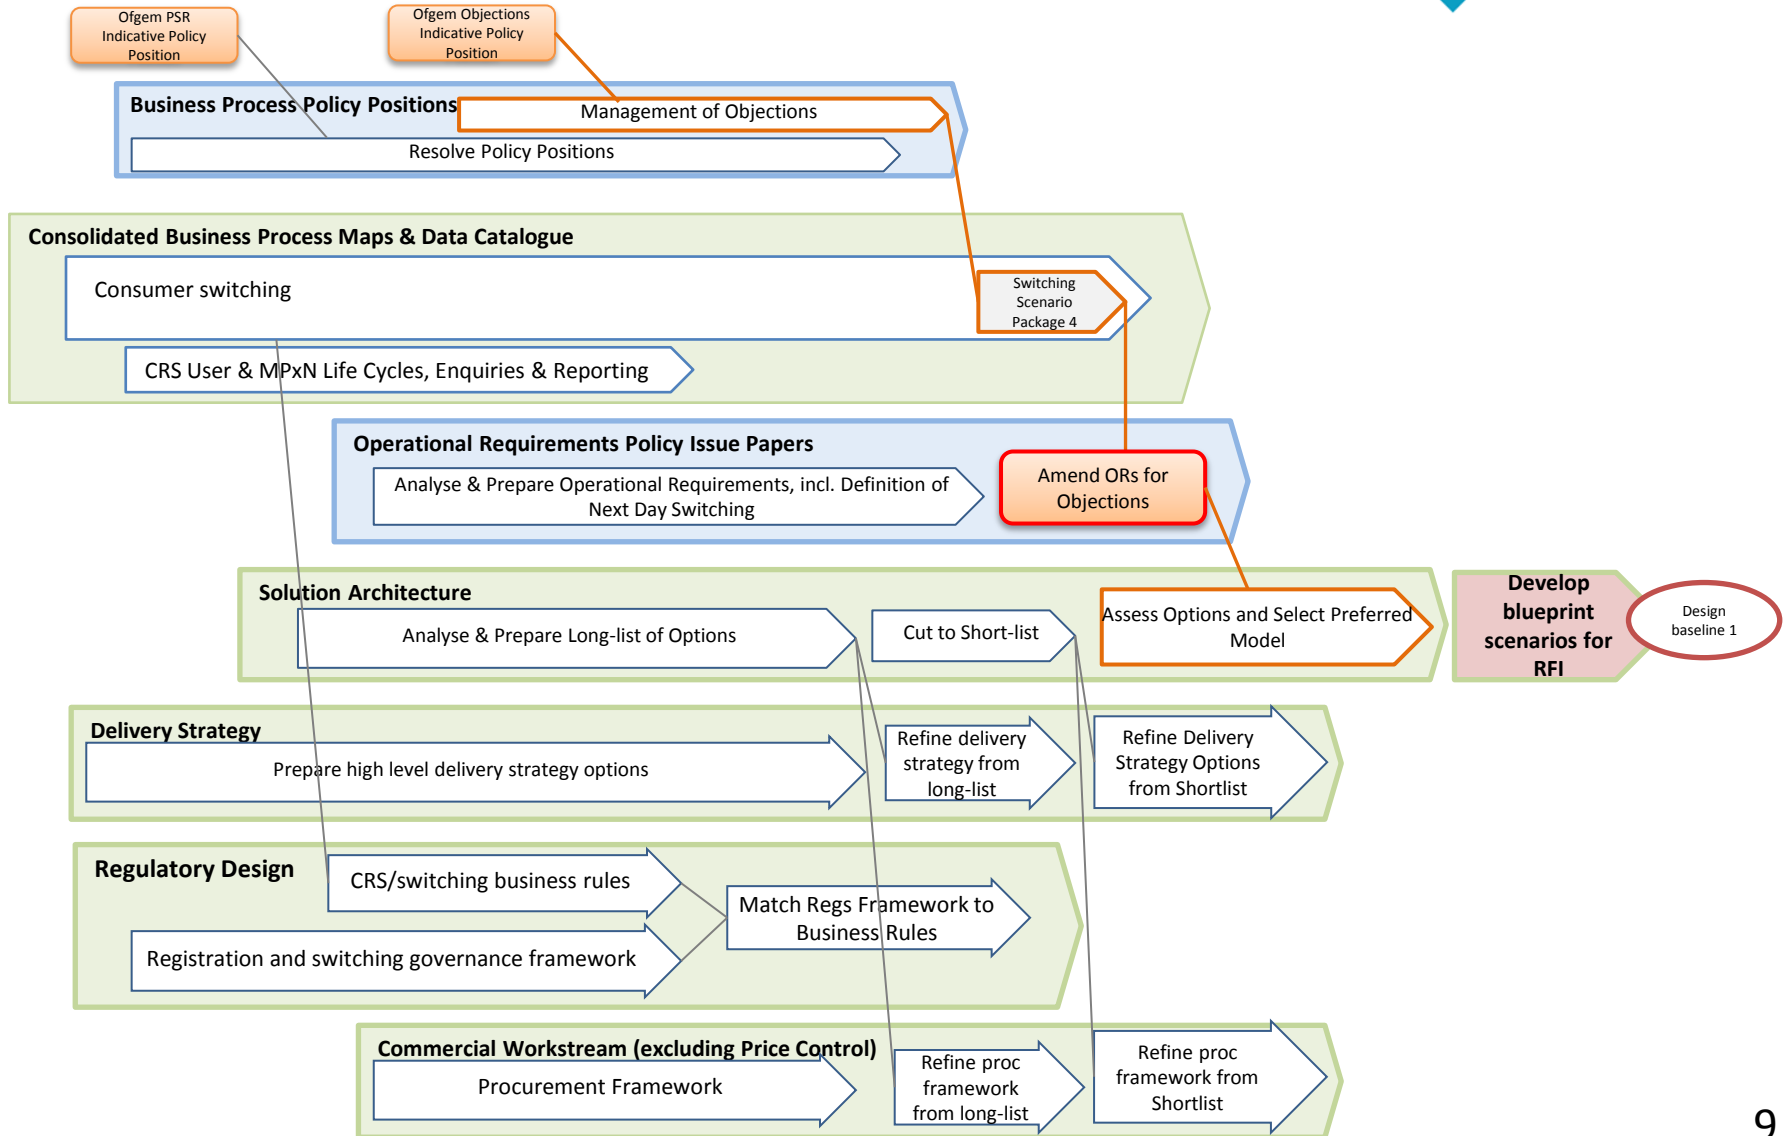 Ofgem PSR
Indicative Policy
Position
Ofgem Objections
Indicative Policy
Position
Business Process Policy Positions
Management of Objections
Resolve Policy Positions
Consolidated Business Process Maps & Data Catalogue
Consumer switching
Switching
Scenario
Package 4
CRS User & MPxN Life Cycles, Enquiries & Reporting
Operational Requirements Policy Issue Papers
Analyse & Prepare Operational Requirements, incl. Definition of
Next Day Switching
Amend ORs for
Objections
Solution Architecture
Analyse & Prepare Long-list of Options
Cut to Short-list
Assess Options and Select Preferred
Model
Develop
blueprint
scenarios for
RFI
Design
baseline 1
Delivery Strategy
Prepare high level delivery strategy options
Refine delivery
strategy from
long-list
Refine Delivery
Strategy Options
from Shortlist
Regulatory Design
CRS/switching business rules
Registration and switching governance framework
Match Regs Framework to
Business Rules
Commercial Workstream (excluding Price Control)
Procurement Framework
Refine proc
framework
from long-list
Refine proc
framework from
Shortlist
9